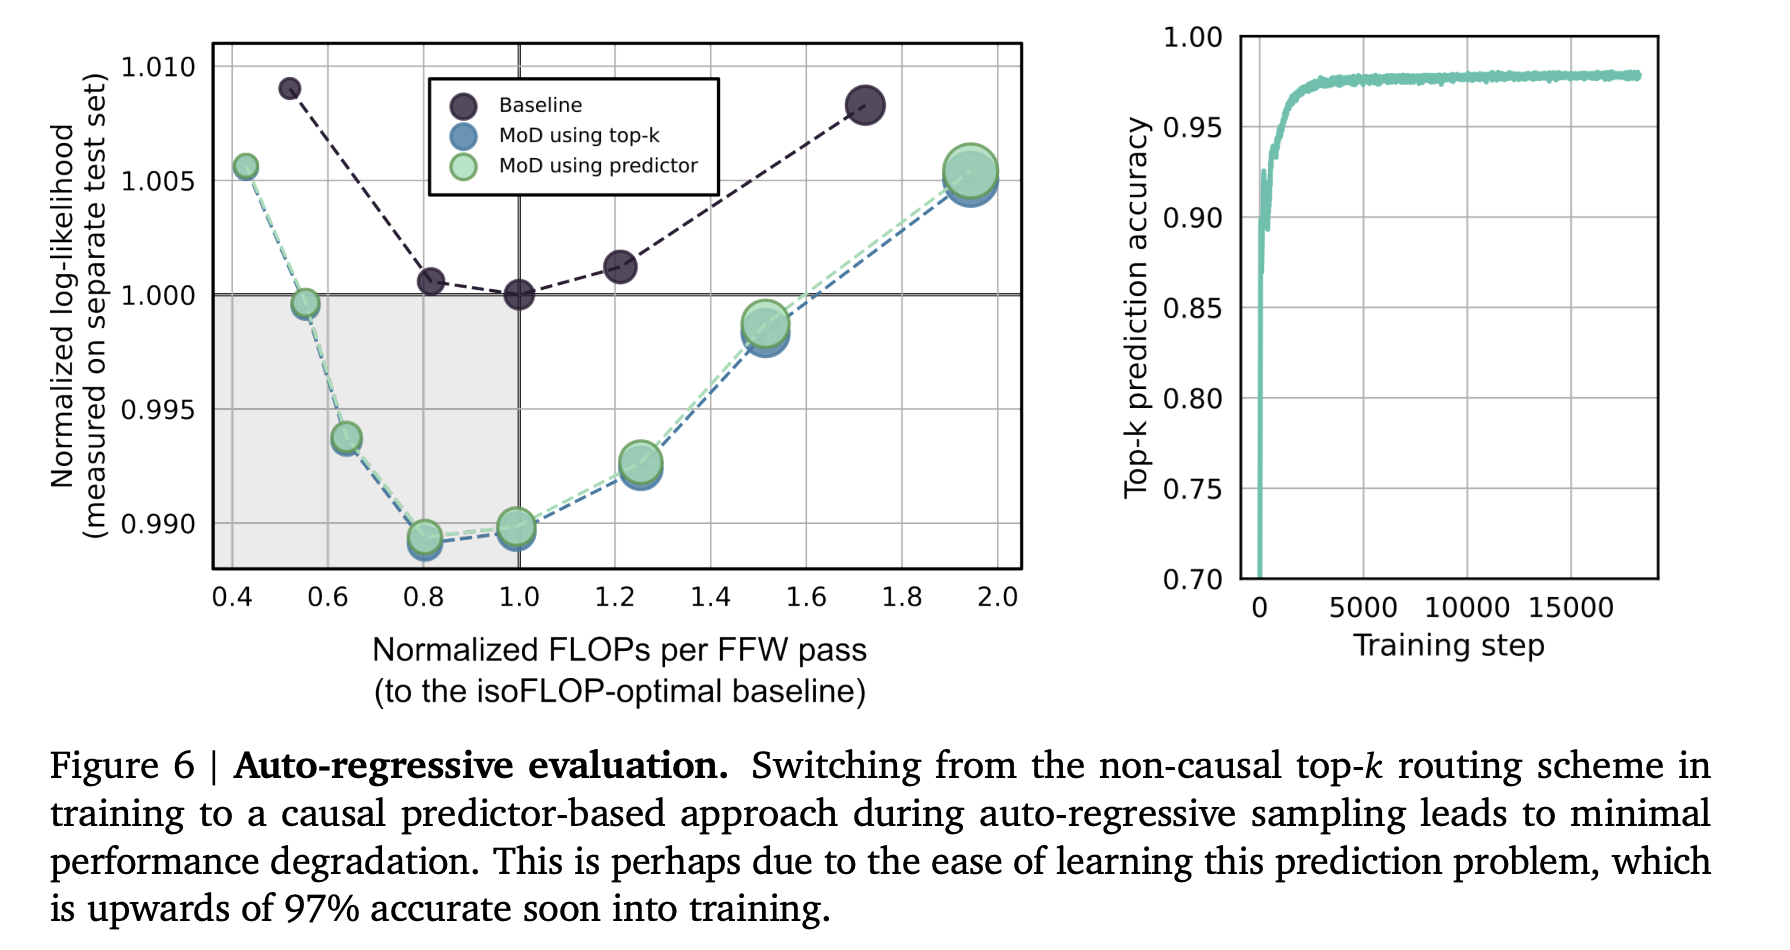 Normalized log-likelihood
(measured on separate test set)
1.010
1.005
1.000
0.995
0.990
Baseline
MoD using top-k
MoD using predictor
0.4 0.6 0.8 1.0 1.2 1.4 1.6 1.8 2.0
Normalized FLOPs per FFW pass
(to the isoFLOP-optimal baseline)
Top-k prediction accuracy
1.00
0.95
0.90
0.85
0.80
0.75
0.70
0 5000 10000 15000
Training step
Figure 6 | Auto-regressive evaluation. Switching from the non-causal top-k routing scheme in
training to a causal predictor-based approach during auto-regressive sampling leads to minimal
performance degradation. This is perhaps due to the ease of learning this prediction problem, which
is upwards of 97% accurate soon into training.